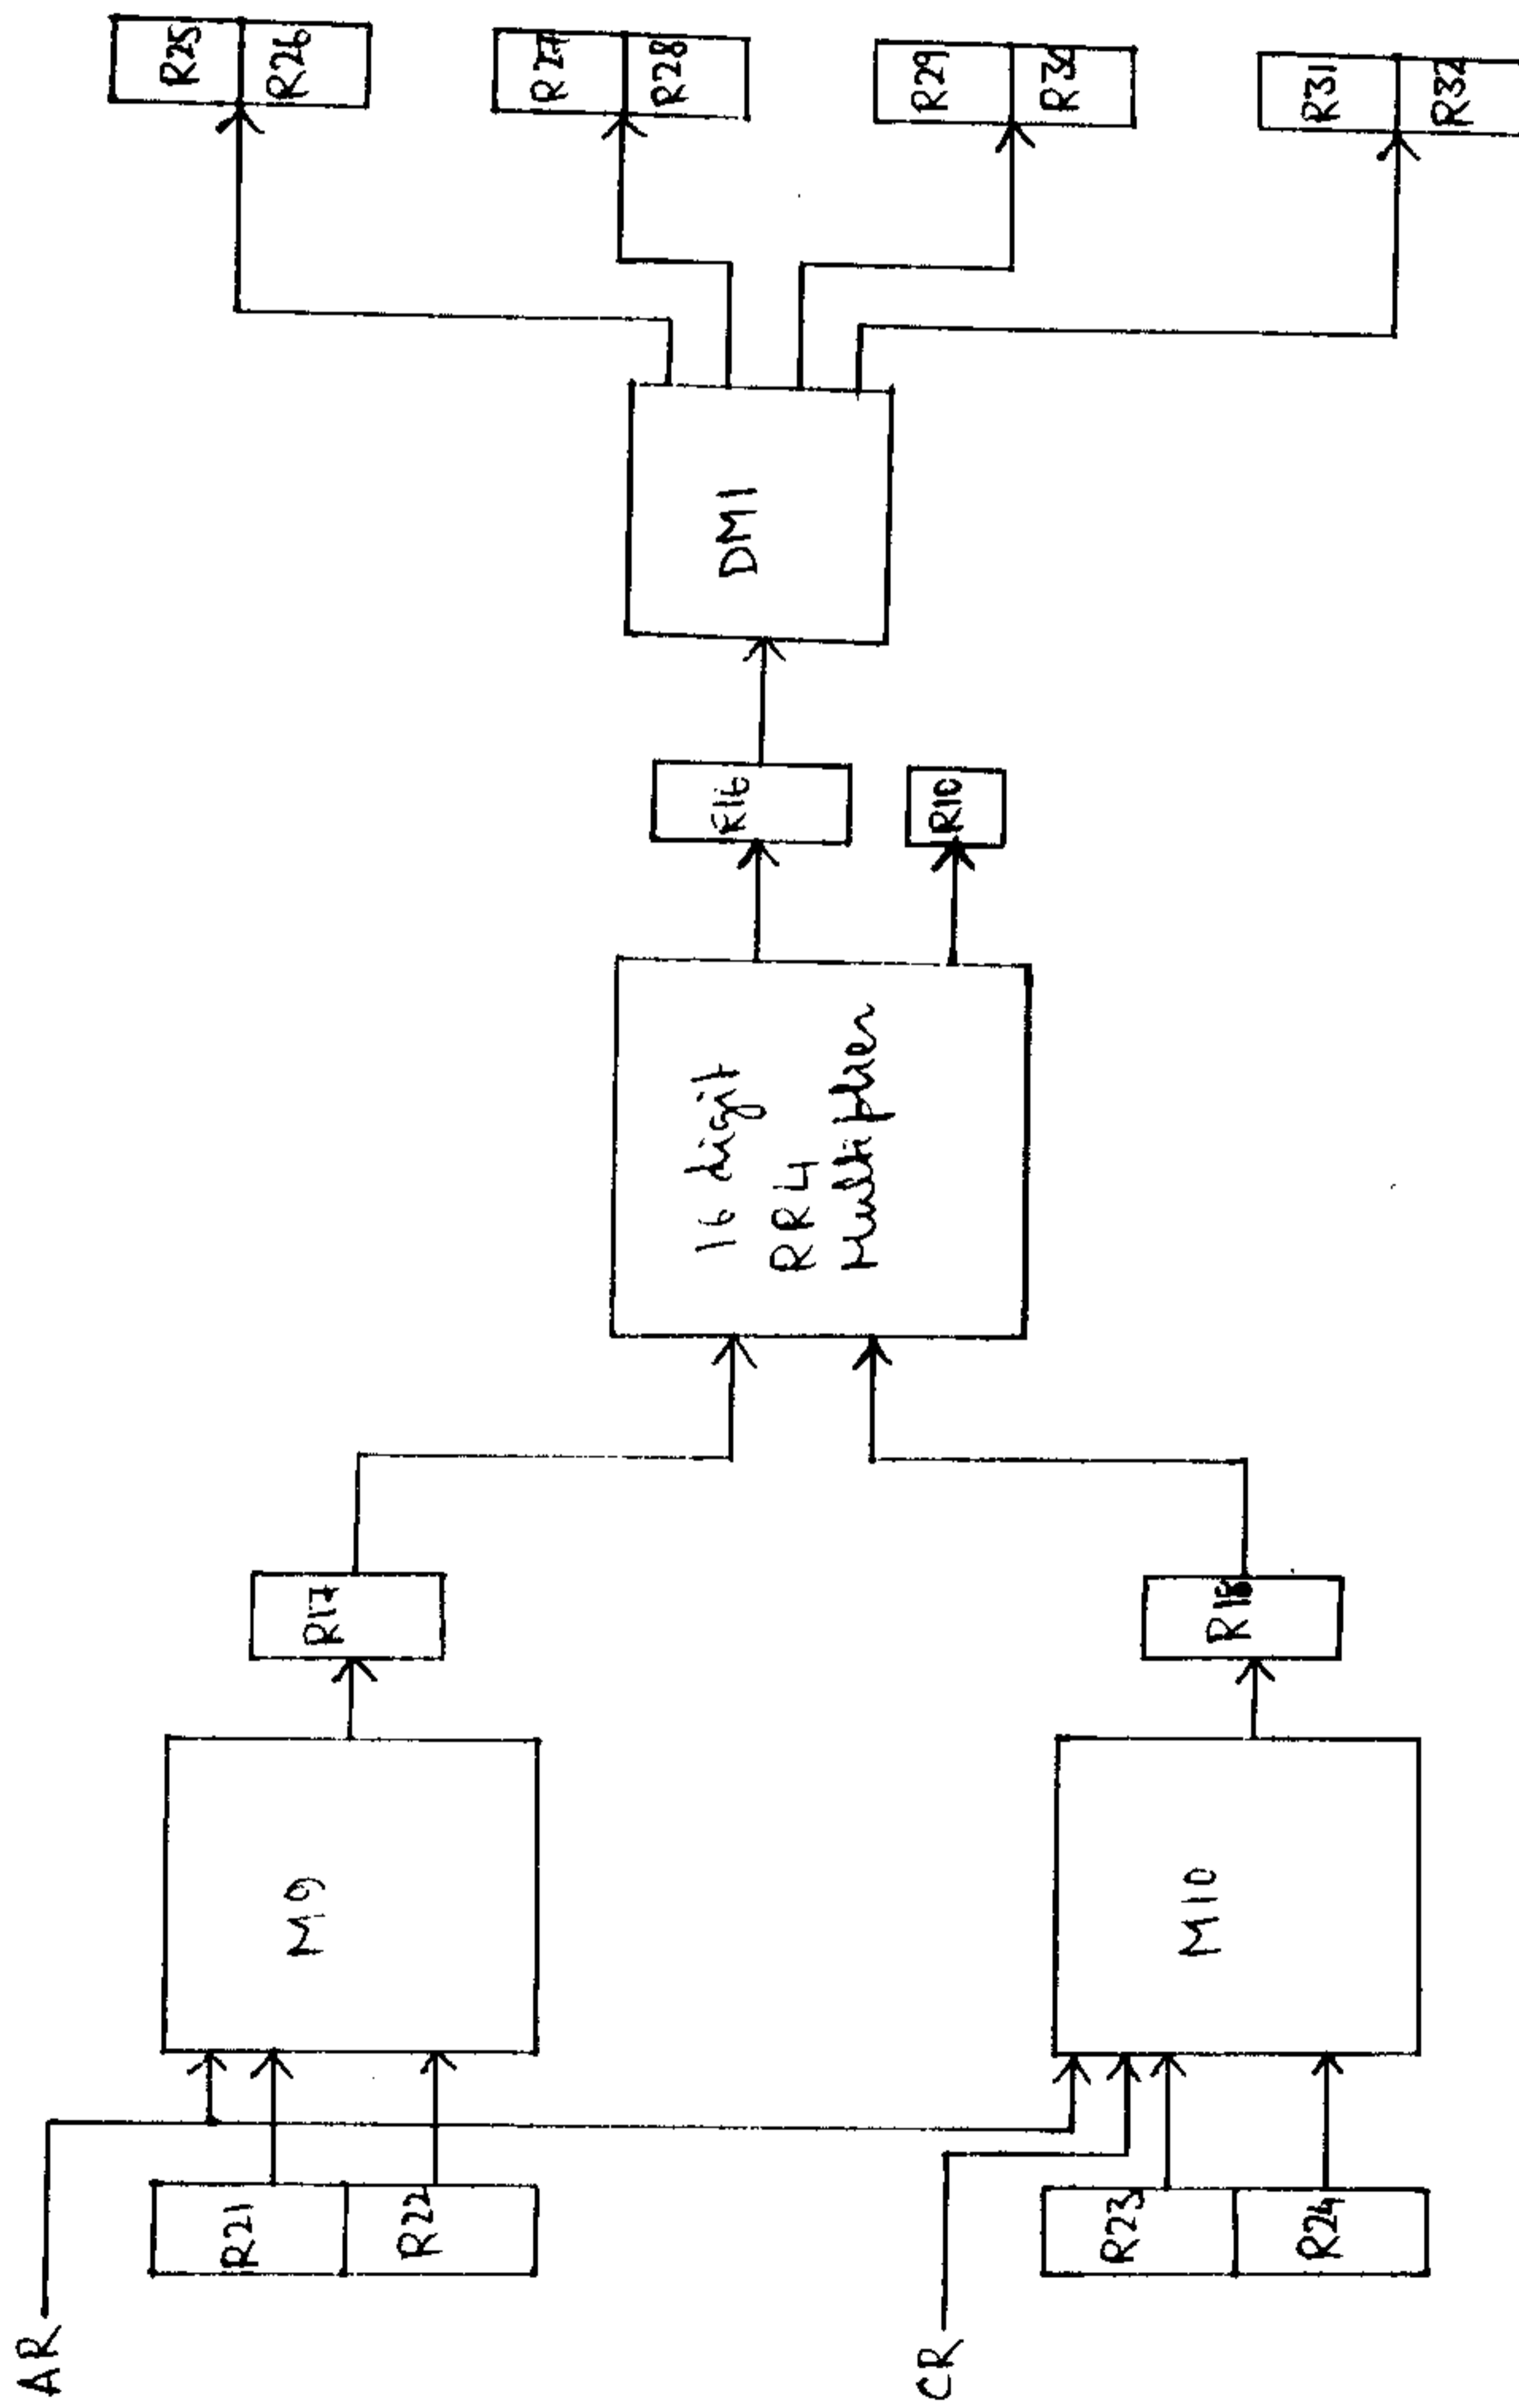 AR
R21
R22
M9
R17
CR
R23
R24
M10
R18
16 digit
RR4
Multiplier
R16
R10
DM1
R25
R26
R27
R28
R29
R30
R31
R32